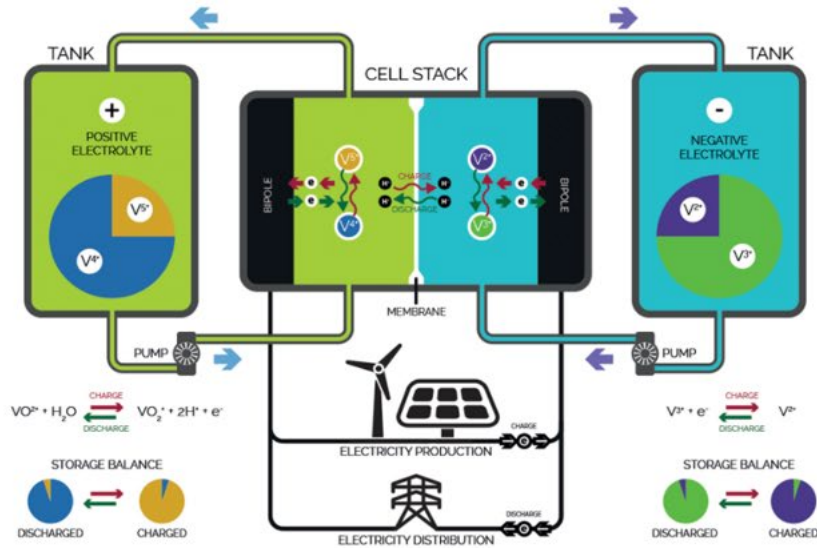 TANK
CELL STACK
TANK
+
POSITIVE
ELECTROLYTE
V⁵⁺
V⁴⁺
BIPOLE
e⁻
e⁻
V⁵⁺
V⁴⁺
H⁺
H⁺
CHARGE
DISCHARGE
H⁺
H⁺
V²⁺
V³⁺
e⁻
e⁻
BIPOLE
-
NEGATIVE
ELECTROLYTE
V²⁺
V³⁺
MEMBRANE
PUMP
PUMP
VO²⁺ + H₂O
CHARGE
DISCHARGE
VO₂⁺ + 2H⁺ + e⁻
STORAGE BALANCE
DISCHARGED
CHARGED
CHARGE
e⁻
ELECTRICITY PRODUCTION
DISCHARGE
e⁻
ELECTRICITY DISTRIBUTION
V³⁺ + e⁻
CHARGE
DISCHARGE
V²⁺
STORAGE BALANCE
DISCHARGED
CHARGED